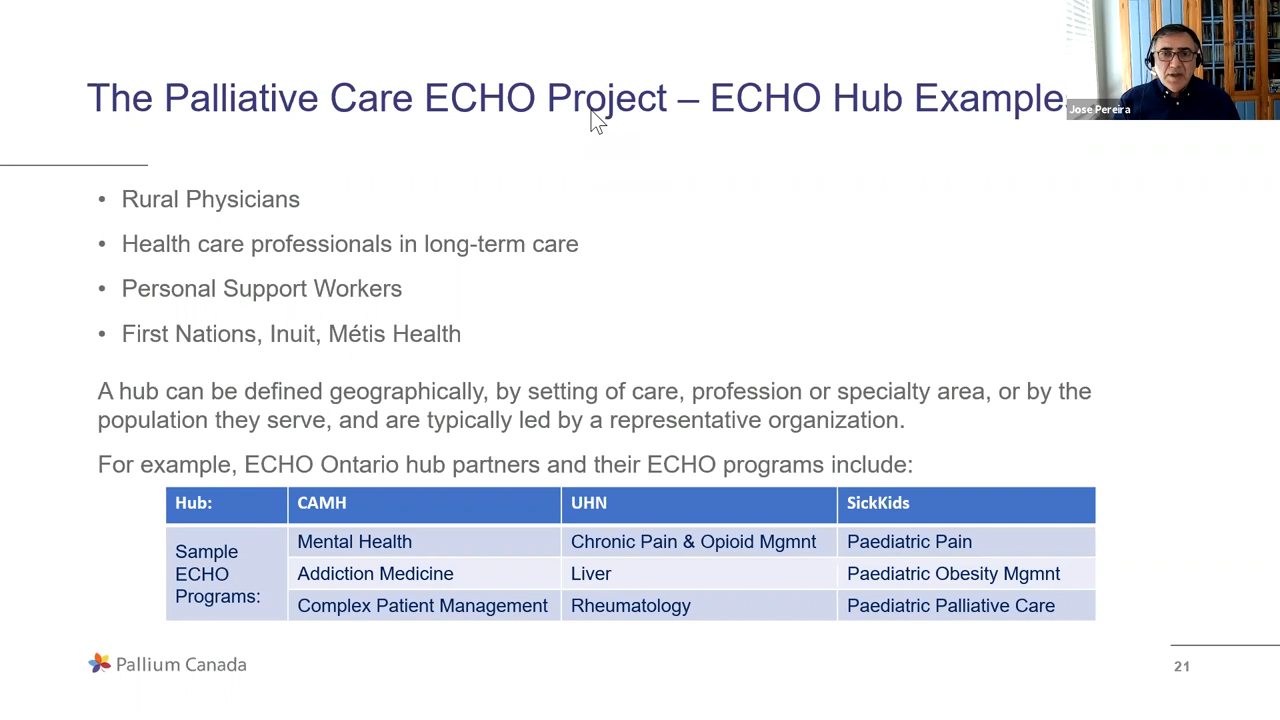 The Palliative Care ECHO Project – ECHO Hub Example
Jose Pereira
• Rural Physicians
• Health care professionals in long-term care
• Personal Support Workers
• First Nations, Inuit, Métis Health
A hub can be defined geographically, by setting of care, profession or specialty area, or by the
population they serve, and are typically led by a representative organization.
For example, ECHO Ontario hub partners and their ECHO programs include:
Hub: CAMH UHN SickKids
Sample ECHO Programs:
Mental Health Chronic Pain & Opioid Mgmnt Paediatric Pain
Addiction Medicine Liver Paediatric Obesity Mgmnt
Complex Patient Management Rheumatology Paediatric Palliative Care
Pallium Canada
21